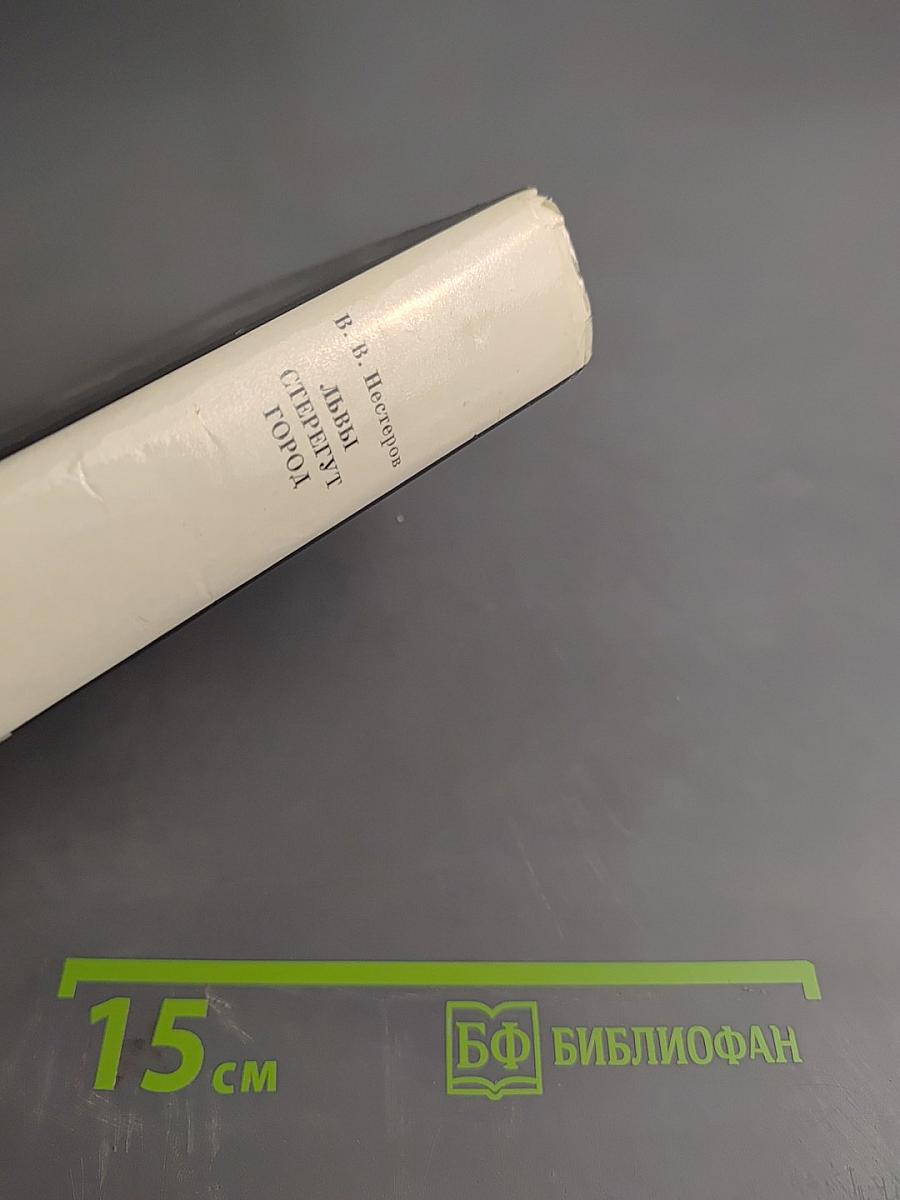 В. В. Нестеров
ЛЬВЫ
СТЕРЕГУТ
ГОРОД
15 см
БФ БИБЛИОФАН